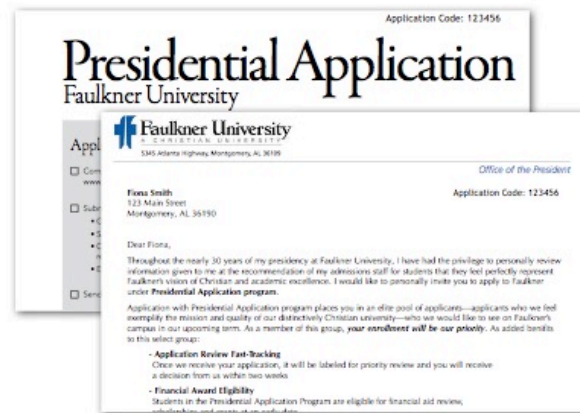 Application Code: 123456
Presidential Application
Faulkner University
Appl
Com
www
Subm
Send
Faulkner University
A CHRISTIAN UNIVERSITY
5345 Atlanta Highway, Montgomery, AL 36109
Office of the President
Fiona Smith
Application Code: 123456
123 Main Street
Montgomery, AL 36190
Dear Fiona,
Throughout the nearly 30 years of my presidency at Faulkner University, I have had the privilege to personally review
information given to me at the recommendation of my admissions staff for students that they feel perfectly represent
Faulkner's vision of Christian and academic excellence. I would like to personally invite you to apply to Faulkner
under Presidential Application program.
Application with Presidential Application program places you in an elite pool of applicants—applicants who we feel
exemplify the mission and quality of our distinctively Christian university—who we would like to see on Faulkner's
campus in our upcoming term. As a member of this group, your enrollment will be our priority. As added benefits
to this select group:
- Application Review Fast-Tracking
Once we receive your application, it will be labeled for priority review and you will receive
a decision from us within two weeks
- Financial Award Eligibility
Students in the Presidential Application Program are eligible for financial aid review,
scholarships and grants at an early date